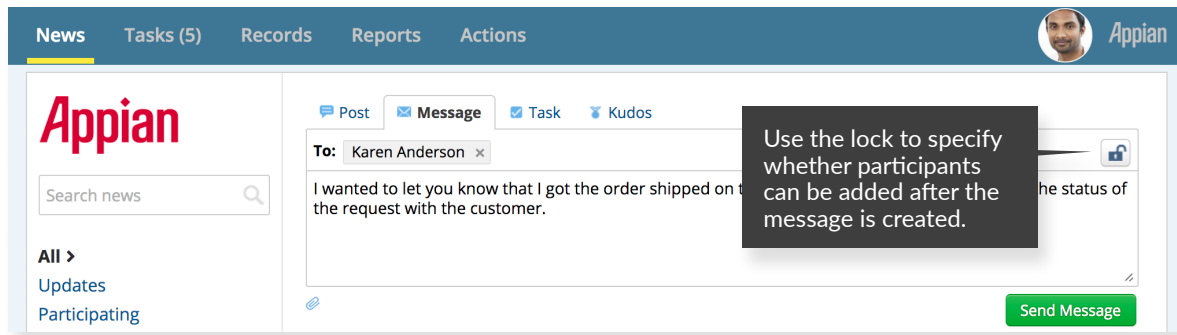 News Tasks (5) Records Reports Actions Appian
Appian
Search news
All >
Updates
Participating
Post Message Task Kudos
To: Karen Anderson ×
I wanted to let you know that I got the order shipped on he status of
the request with the customer.
Use the lock to specify
whether participants
can be added after the
message is created.
Send Message